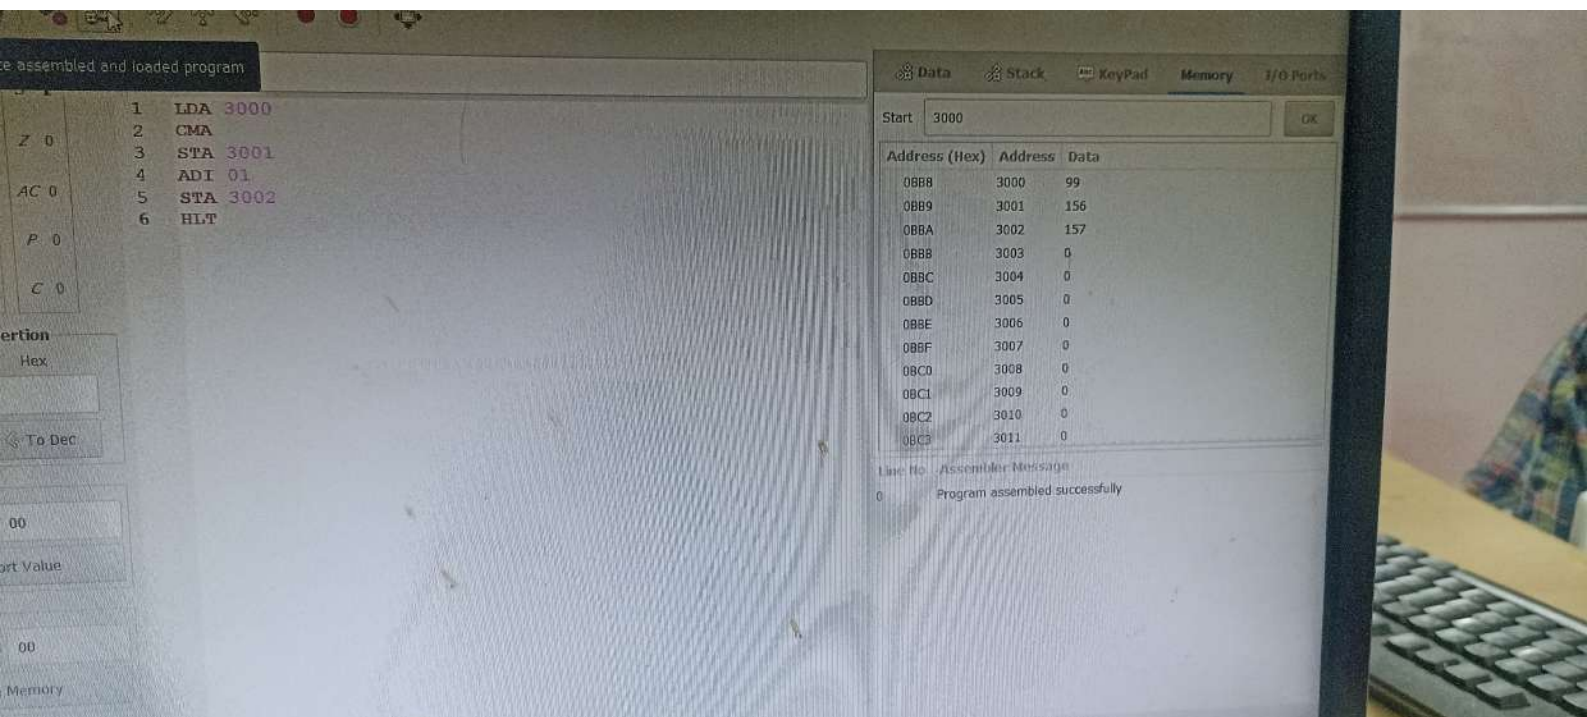 te assembled and loaded program
Z 0
AC 0
P 0
C 0
ertion
Hex
To Dec
00
ort Value
00
Memory
1 LDA 3000
2 CMA
3 STA 3001
4 ADI 01
5 STA 3002
6 HLT
Data Stack KeyPad Memory I/O Ports
Start 3000 OK
Address (Hex) Address Data
0BB8 3000 99
0BB9 3001 156
0BBA 3002 157
0BBB 3003 0
0BBC 3004 0
0BBD 3005 0
0BBE 3006 0
0BBF 3007 0
0BC0 3008 0
0BC1 3009 0
0BC2 3010 0
0BC3 3011 0
Line No Assembler Message
0 Program assembled successfully